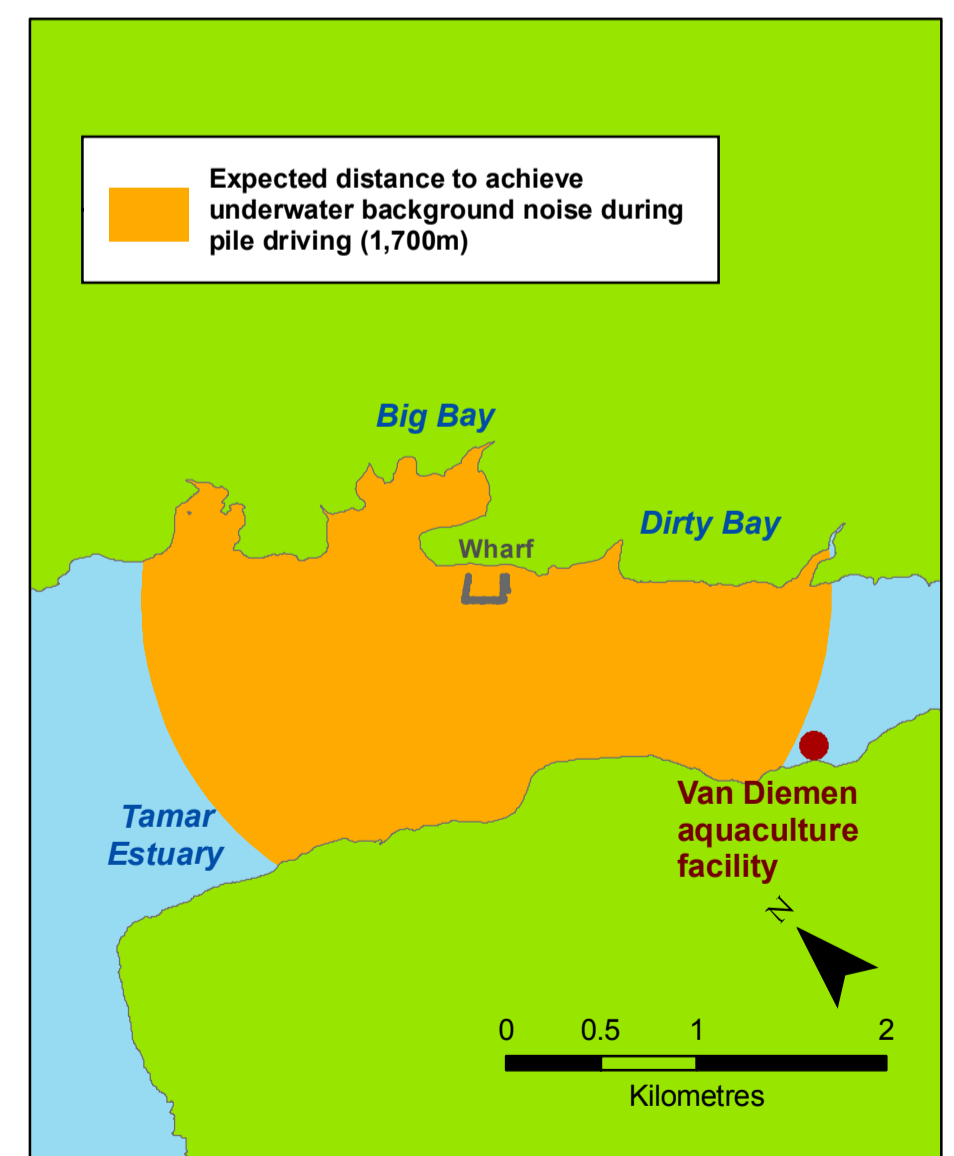 Expected distance to achieve
underwater background noise during
pile driving (1,700m)
Big Bay
Dirty Bay
Wharf
Tamar
Estuary
Van Diemen
aquaculture
facility
N
0 0.5 1 2
Kilometres